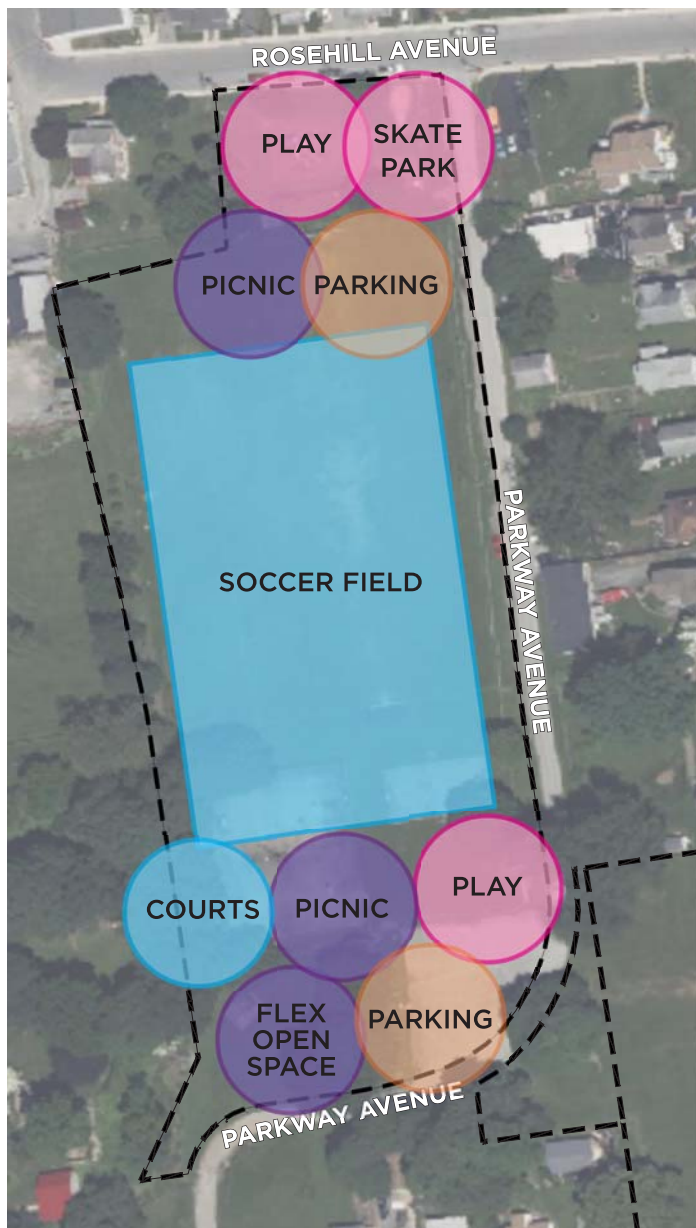 ROSEHILL AVENUE
PLAY
SKATE
PARK
PICNIC
PARKING
SOCCER FIELD
PARKWAY AVENUE
COURTS
PICNIC
PLAY
FLEX
OPEN
SPACE
PARKING
PARKWAY AVENUE